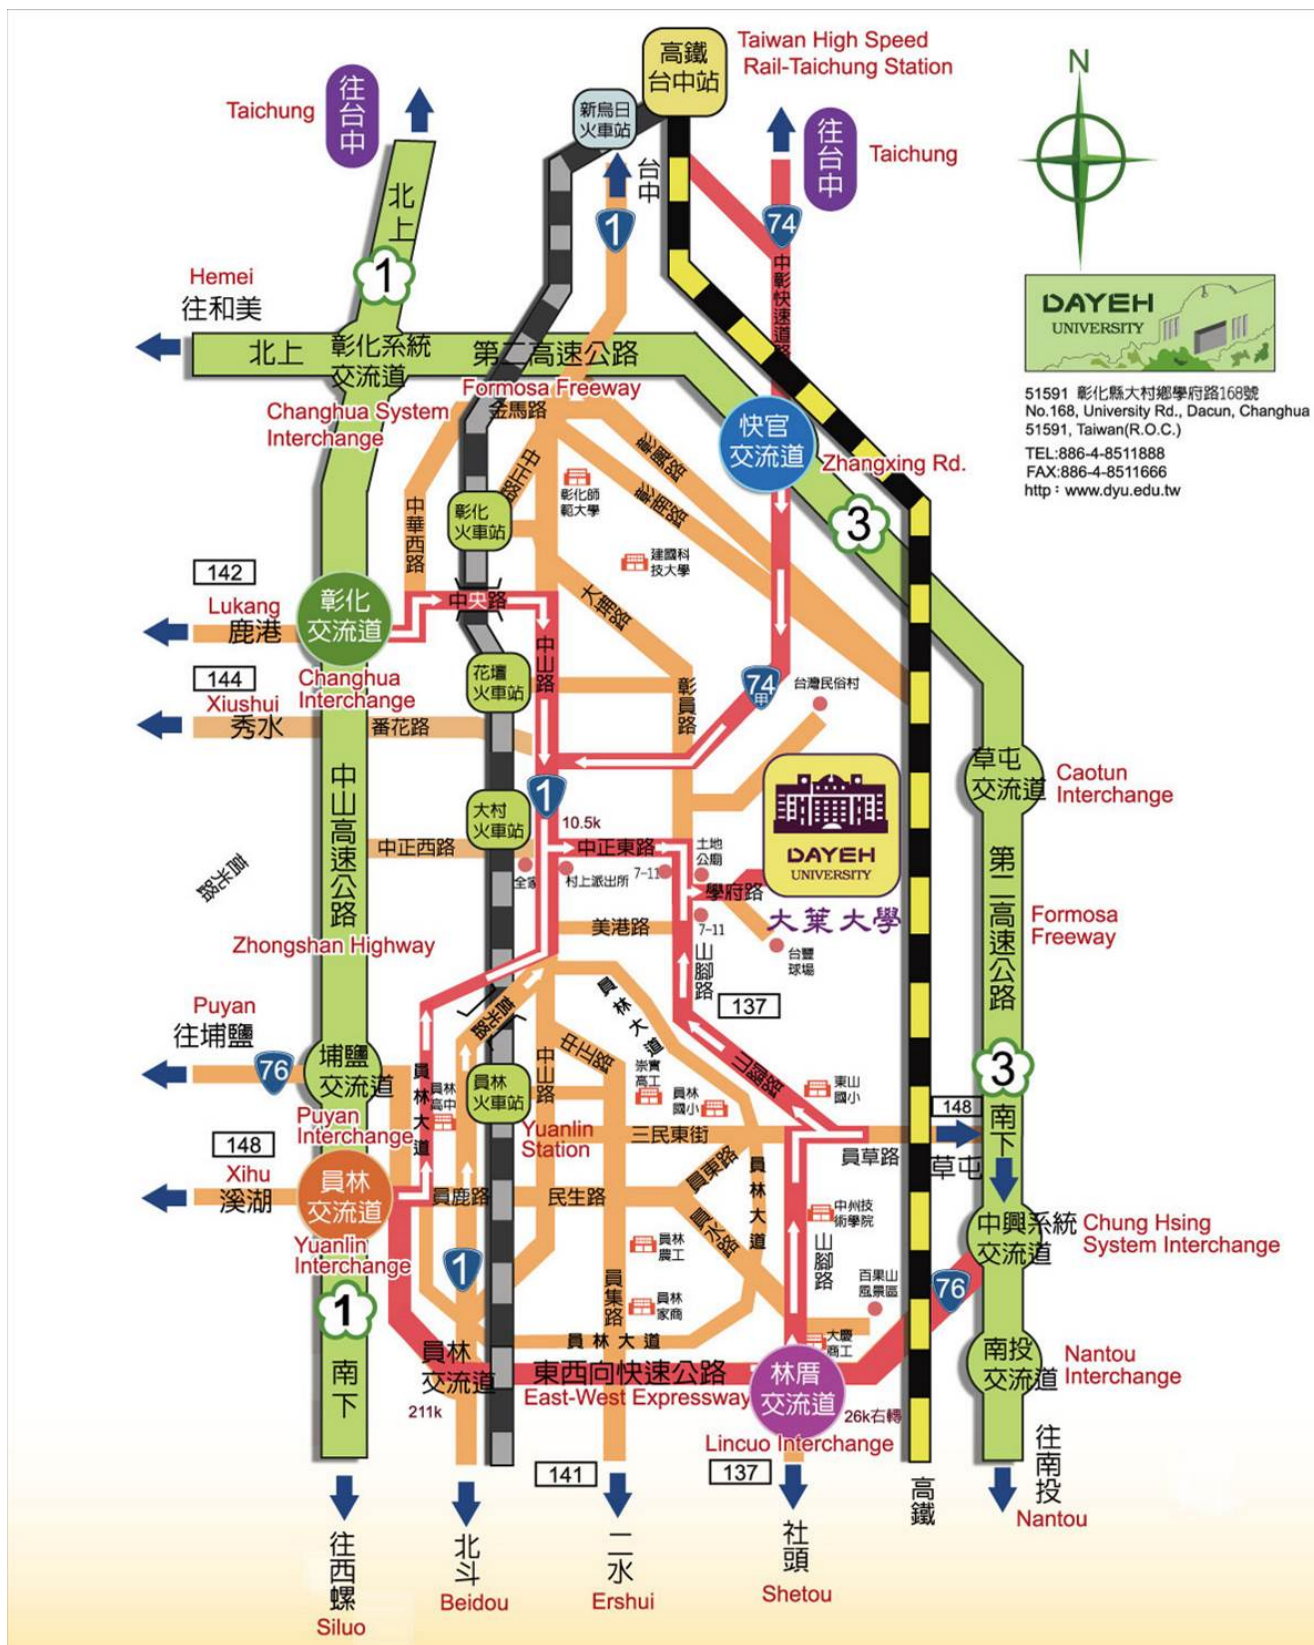 高鐵
台中站
Taiwan High Speed
Rail-Taichung Station
N
Taichung
往台中
新烏日
火車站
台中
往台中
Taichung
北上
1
74
1
中彰快速道路
Hemei
往和美
DAYEH
UNIVERSITY
北上
彰化系統
交流道
第二高速公路
Formosa Freeway
Changhua System
Interchange
金馬路
51591 彰化縣大村鄉學府路168號
No.168, University Rd., Dacun, Changhua
51591, Taiwan(R.O.C.)
TEL:886-4-8511888
FAX:886-4-8511666
http：www.dyu.edu.tw
快官
交流道
Zhangxing Rd.
中正路
彰興路
彰南路
彰化師
範大學
彰化
火車站
中華西路
3
建國科
技大學
142
Lukang
鹿港
彰化
交流道
Changhua
Interchange
中央路
大埔路
中山路
144
Xiushui
秀水
番花路
花壇
火車站
彰員路
74
甲
台灣民俗村
中山高速公路
大村
火車站
1
10.5k
草屯
交流道
Caotun
Interchange
DAYEH
UNIVERSITY
大葉大學
中正西路
中正東路
土地
公廟
全家
村上派出所
7-11
學府路
7-11
員光路
美港路
台豐
球場
山腳路
第二高速公路
Formosa
Freeway
Zhongshan Highway
137
Puyan
往埔鹽
76
埔鹽
交流道
Puyan
Interchange
員光路
員林大道
中正路
中山路
員林大道
員林
高中
員林
火車站
Yuanlin
Station
崇實
高工
員林
國小
山腳路
東山
國小
3
148
南下
148
Xihu
溪湖
員林
交流道
Yuanlin
Interchange
三民東街
員草路
草屯
員鹿路
民生路
員東路
員林大道
員水路
中州技
術學院
山腳路
中興系統
交流道
Chung Hsing
System Interchange
員林
農工
1
員集路
員林
家商
百果山
風景區
76
1
南下
員林大道
大慶
商工
員林
交流道
211k
東西向快速公路
East-West Expressway
林厝
交流道
26k右轉
Lincuo Interchange
南投
交流道
Nantou
Interchange
141
137
高鐵
往南投
Nantou
往西螺
Siluo
北斗
Beidou
二水
Ershui
社頭
Shetou